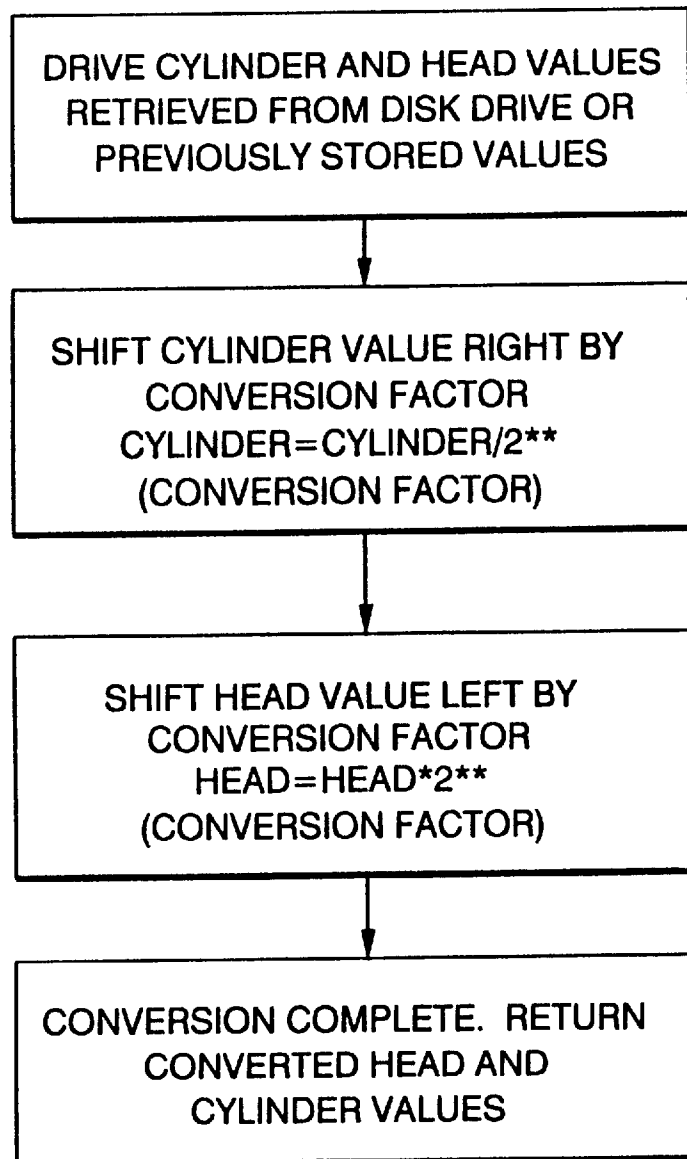 DRIVE CYLINDER AND HEAD VALUES
RETRIEVED FROM DISK DRIVE OR
PREVIOUSLY STORED VALUES
SHIFT CYLINDER VALUE RIGHT BY
CONVERSION FACTOR
CYLINDER=CYLINDER/2**
(CONVERSION FACTOR)
SHIFT HEAD VALUE LEFT BY
CONVERSION FACTOR
HEAD=HEAD*2**
(CONVERSION FACTOR)
CONVERSION COMPLETE. RETURN
CONVERTED HEAD AND
CYLINDER VALUES